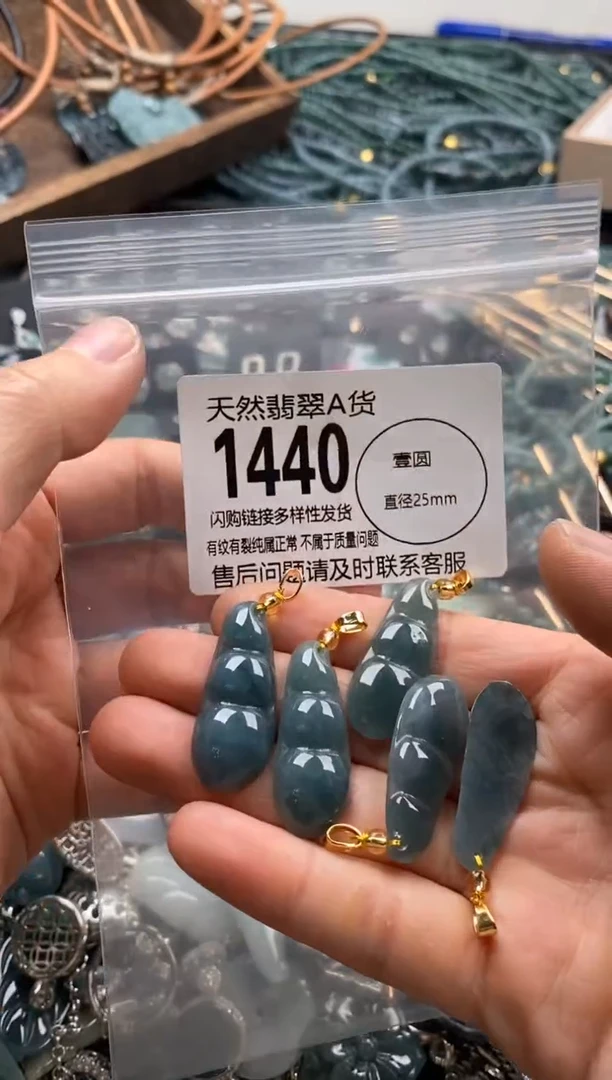 天然翡翠A货
1440
壹圆
直径25mm
闪购链接多样性发货
有纹有裂纯属正常 不属于质量问题
售后问题请及时联系客服